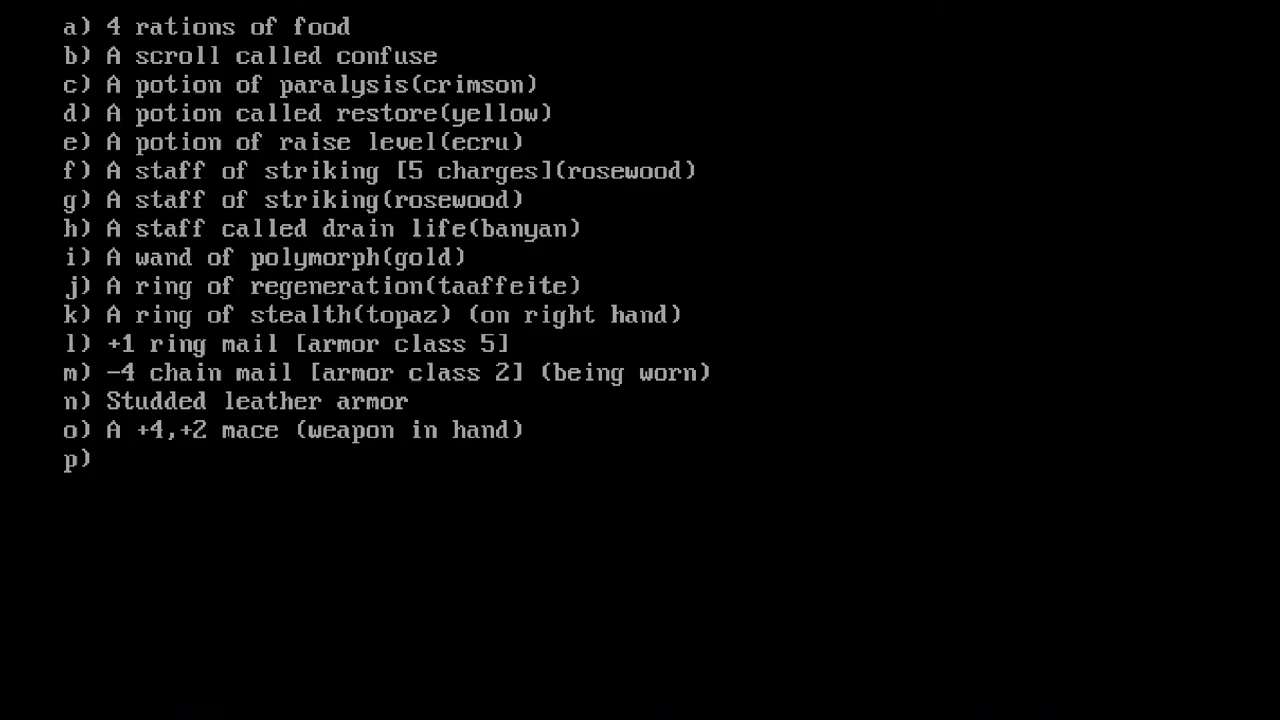 a) 4 rations of food
b) A scroll called confuse
c) A potion of paralysis(crimson)
d) A potion called restore(yellow)
e) A potion of raise level(ecru)
f) A staff of striking [5 charges](rosewood)
g) A staff of striking(rosewood)
h) A staff called drain life(banyan)
i) A wand of polymorph(gold)
j) A ring of regeneration(taaffeite)
k) A ring of stealth(topaz) (on right hand)
l) +1 ring mail [armor class 5]
m) -4 chain mail [armor class 2] (being worn)
n) Studded leather armor
o) A +4,+2 mace (weapon in hand)
p)